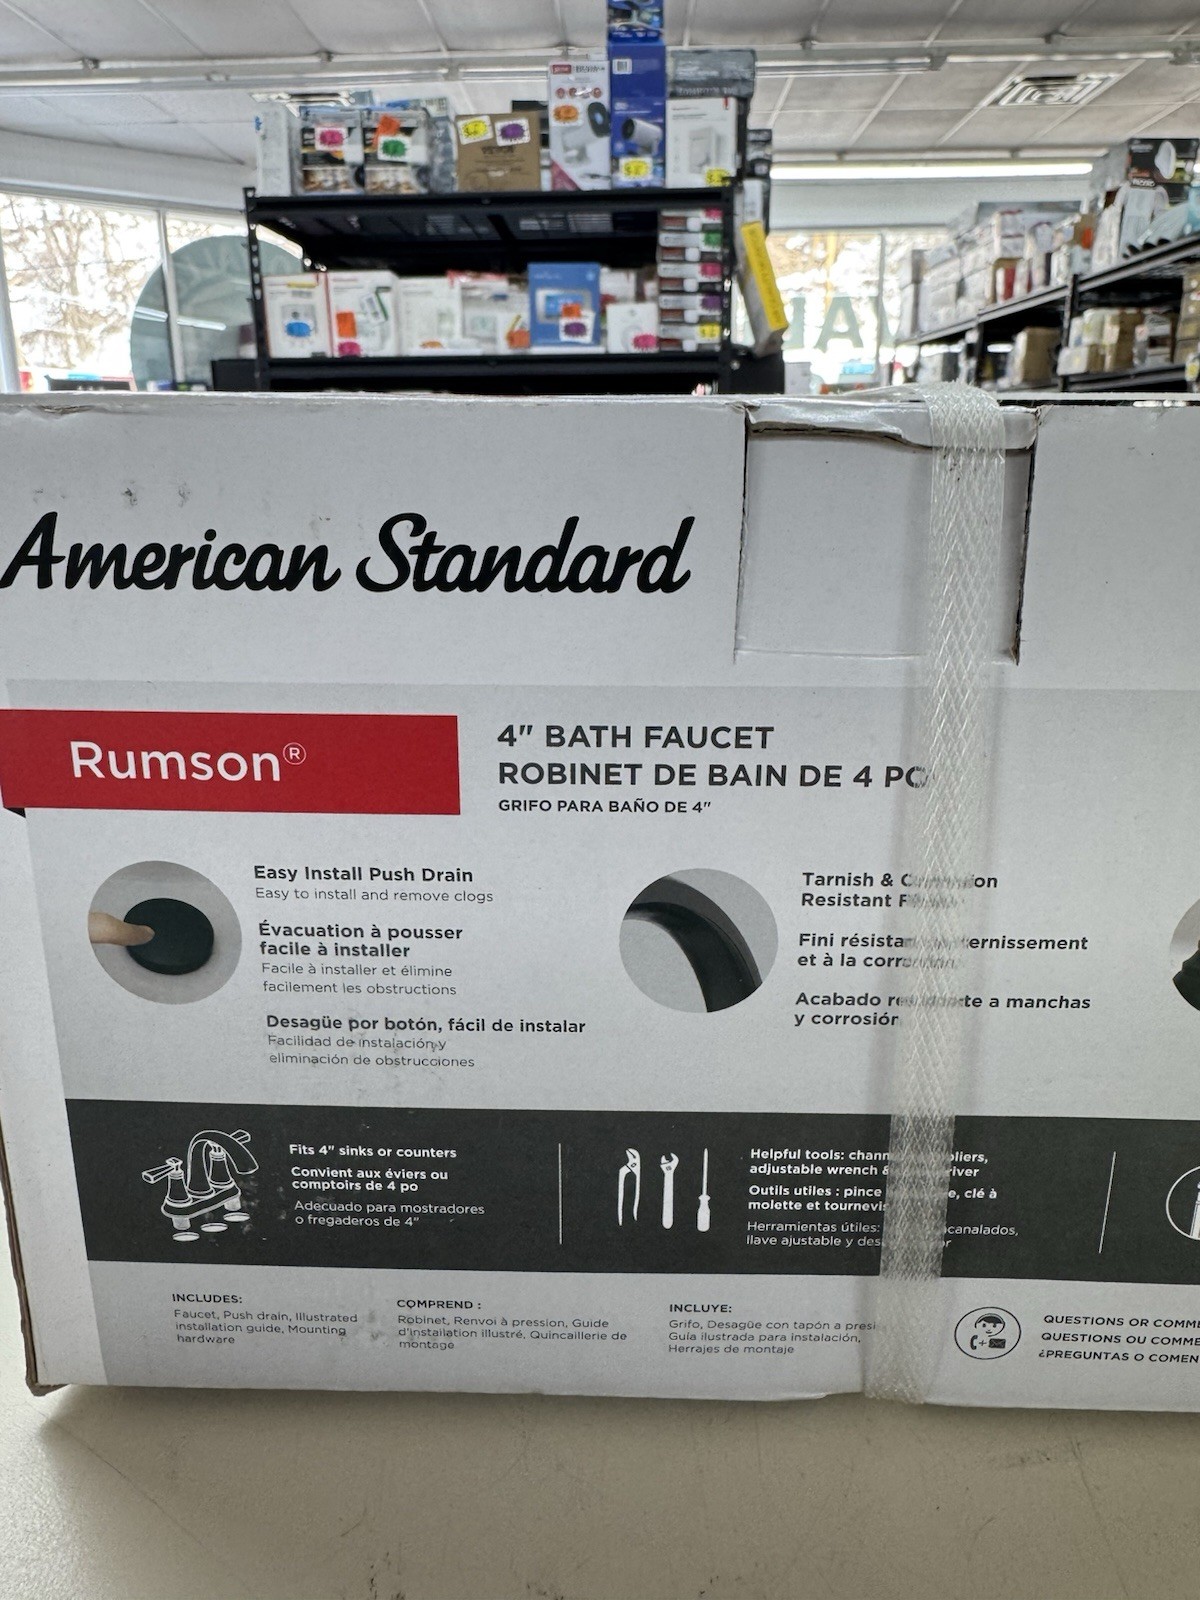 American Standard
Rumson®
4" BATH FAUCET
ROBINET DE BAIN DE 4 PO
GRIFO PARA BAÑO DE 4"
Easy Install Push Drain
Easy to install and remove clogs
Évacuation à pousser
facile à installer
Facile à installer et élimine
facilement les obstructions
Desagüe por botón, fácil de instalar
Facilidad de instalación y
eliminación de obstrucciones
Tarnish &
Resistant
Fini
et à la
Acabado a manchas
y corrosión
Fits 4" sinks or counters
Convient aux éviers ou
comptoirs de 4 po
Adecuado para mostradores
o fregaderos de 4"
Helpful tools:
adjustable wrench &
Outils utiles : pince clé à
molette et
Herramientas útiles:
llave ajustable y
INCLUDES:
Faucet, Push drain, Illustrated
installation guide, Mounting
hardware
COMPREND :
Robinet, Renvoi à pression, Guide
d'installation illustré, Quincaillerie de
montage
INCLUYE:
Grifo, Desagüe con tapón a presi
Guía ilustrada para instalación,
Herrajes de montaje
QUESTIONS OR COMME
QUESTIONS OU COMME
¿PREGUNTAS O COMEN